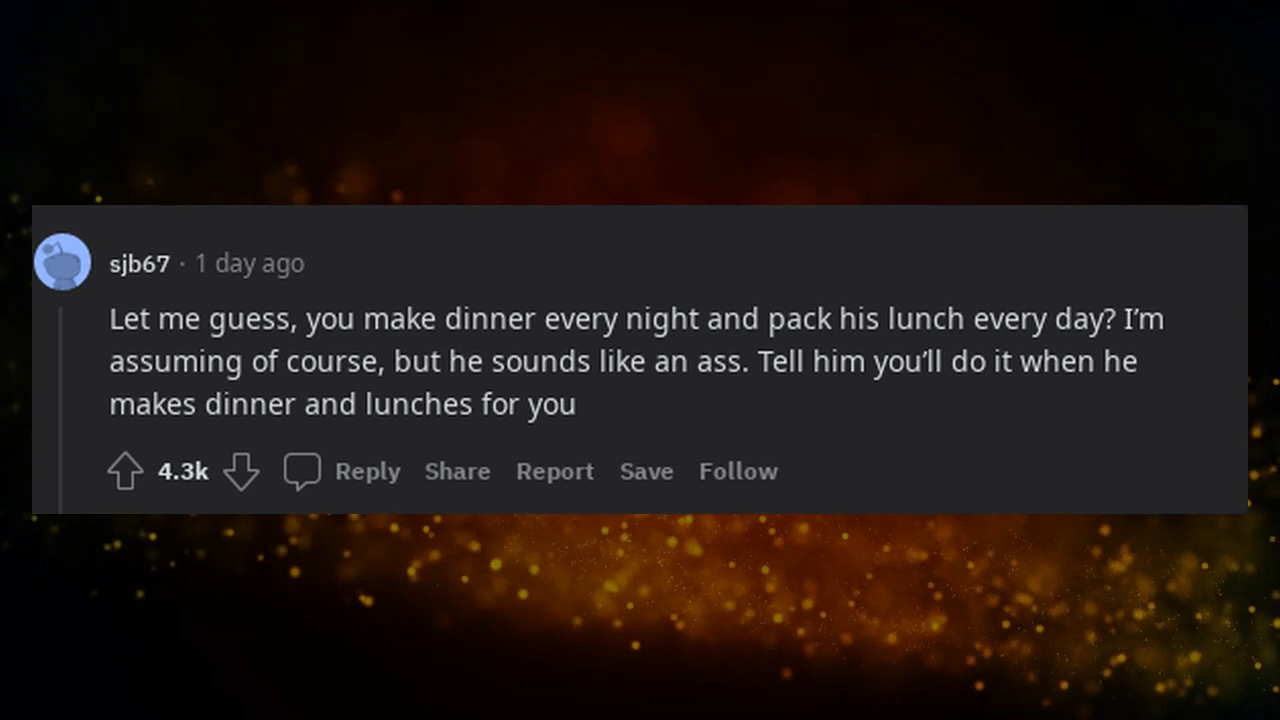 sjb67 · 1 day ago
Let me guess, you make dinner every night and pack his lunch every day? I’m
assuming of course, but he sounds like an ass. Tell him you’ll do it when he
makes dinner and lunches for you
4.3k Reply Share Report Save Follow